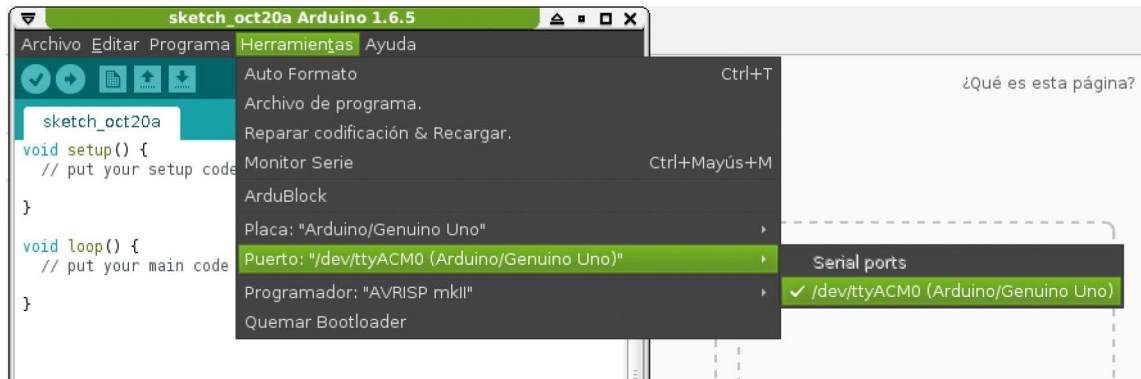 sketch_oct20a Arduino 1.6.5
Archivo Editar Programa Herramientas Ayuda
¿Qué es esta página?
sketch_oct20a
void setup() {
// put your setup code
}
void loop() {
// put your main code
}
Auto Formato Ctrl+T
Archivo de programa.
Reparar codificación & Recargar.
Monitor Serie Ctrl+Mayús+M
ArduBlock
Placa: "Arduino/Genuino Uno"
Puerto: "/dev/ttyACM0 (Arduino/Genuino Uno)"
Programador: "AVRISP mkII"
Quemar Bootloader
Serial ports
/dev/ttyACM0 (Arduino/Genuino Uno)